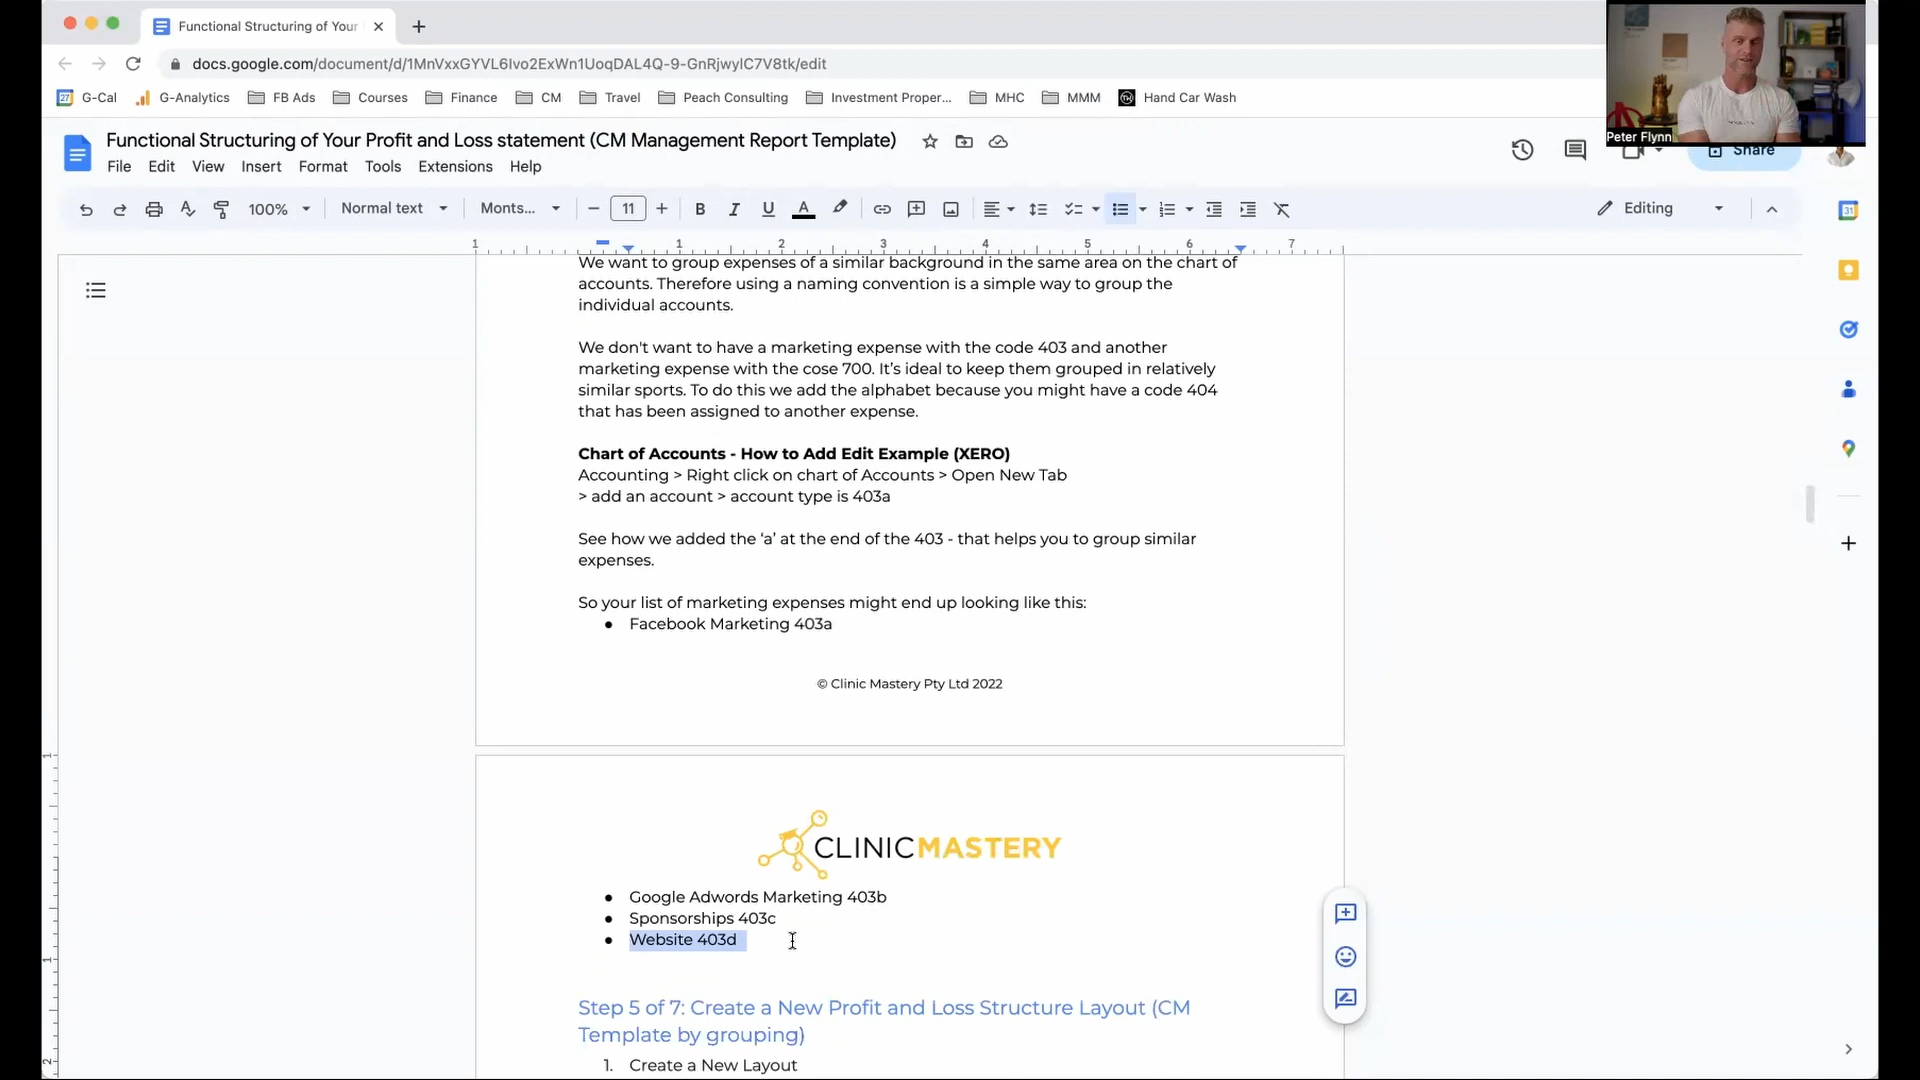 Functional Structuring of Your
docs.google.com/document/d/1MnVxxGYVL6lvo2ExWn1UoqDAL4Q-9-GnRjwylC7V8tk/edit
G-Cal G-Analytics FB Ads Courses Finance CM Travel Peach Consulting Investment Proper... MHC MMM Hand Car Wash
Peter Flynn
Functional Structuring of Your Profit and Loss statement (CM Management Report Template)
Share
File Edit View Insert Format Tools Extensions Help
100% Normal text Monts... 11 Editing
1 1 2 3 4 5 6 7
We want to group expenses of a similar background in the same area on the chart of
accounts. Therefore using a naming convention is a simple way to group the
individual accounts.
We don't want to have a marketing expense with the code 403 and another
marketing expense with the cose 700. It's ideal to keep them grouped in relatively
similar sports. To do this we add the alphabet because you might have a code 404
that has been assigned to another expense.
Chart of Accounts - How to Add Edit Example (XERO)
Accounting > Right click on chart of Accounts > Open New Tab
> add an account > account type is 403a
See how we added the ‘a’ at the end of the 403 - that helps you to group similar
expenses.
So your list of marketing expenses might end up looking like this:
● Facebook Marketing 403a
© Clinic Mastery Pty Ltd 2022
CLINICMASTERY
● Google Adwords Marketing 403b
● Sponsorships 403c
● Website 403d
Step 5 of 7: Create a New Profit and Loss Structure Layout (CM
Template by grouping)
1. Create a New Layout